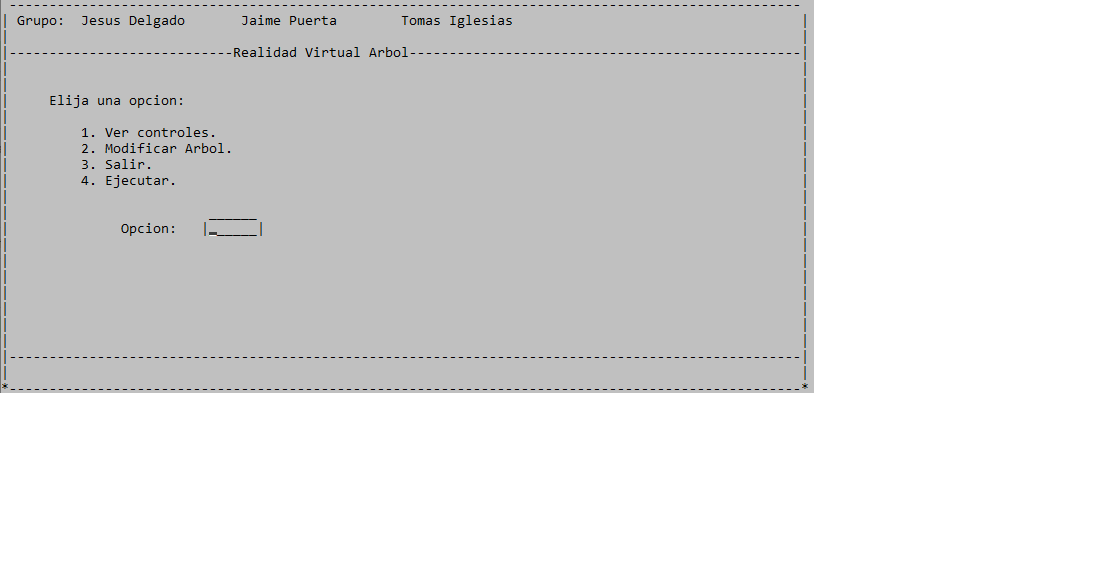 Grupo: Jesus Delgado Jaime Puerta Tomas Iglesias
Realidad Virtual Arbol
Elija una opcion:
1. Ver controles.
2. Modificar Arbol.
3. Salir.
4. Ejecutar.
Opcion: